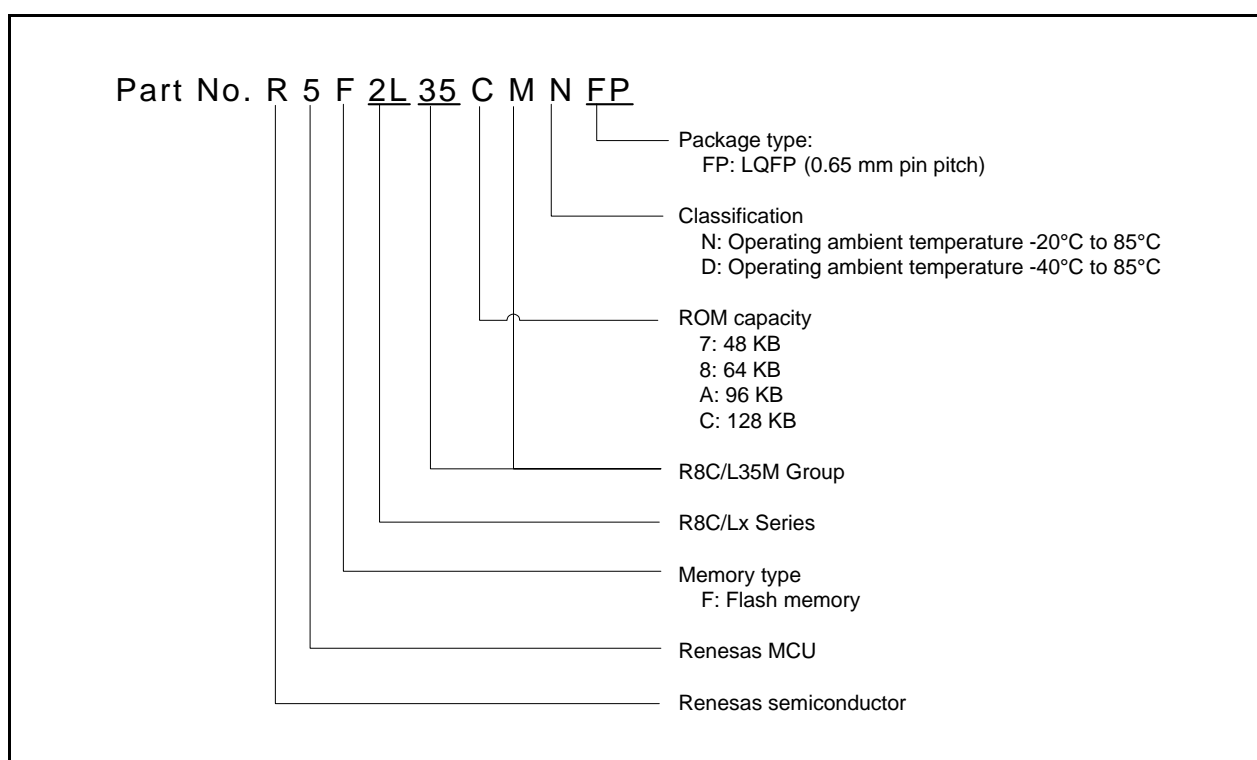 Part No. R 5 F 2L 35 C M N FP
Package type:
FP: LQFP (0.65 mm pin pitch)
Classification
N: Operating ambient temperature -20°C to 85°C
D: Operating ambient temperature -40°C to 85°C
ROM capacity
7: 48 KB
8: 64 KB
A: 96 KB
C: 128 KB
R8C/L35M Group
R8C/Lx Series
Memory type
F: Flash memory
Renesas MCU
Renesas semiconductor